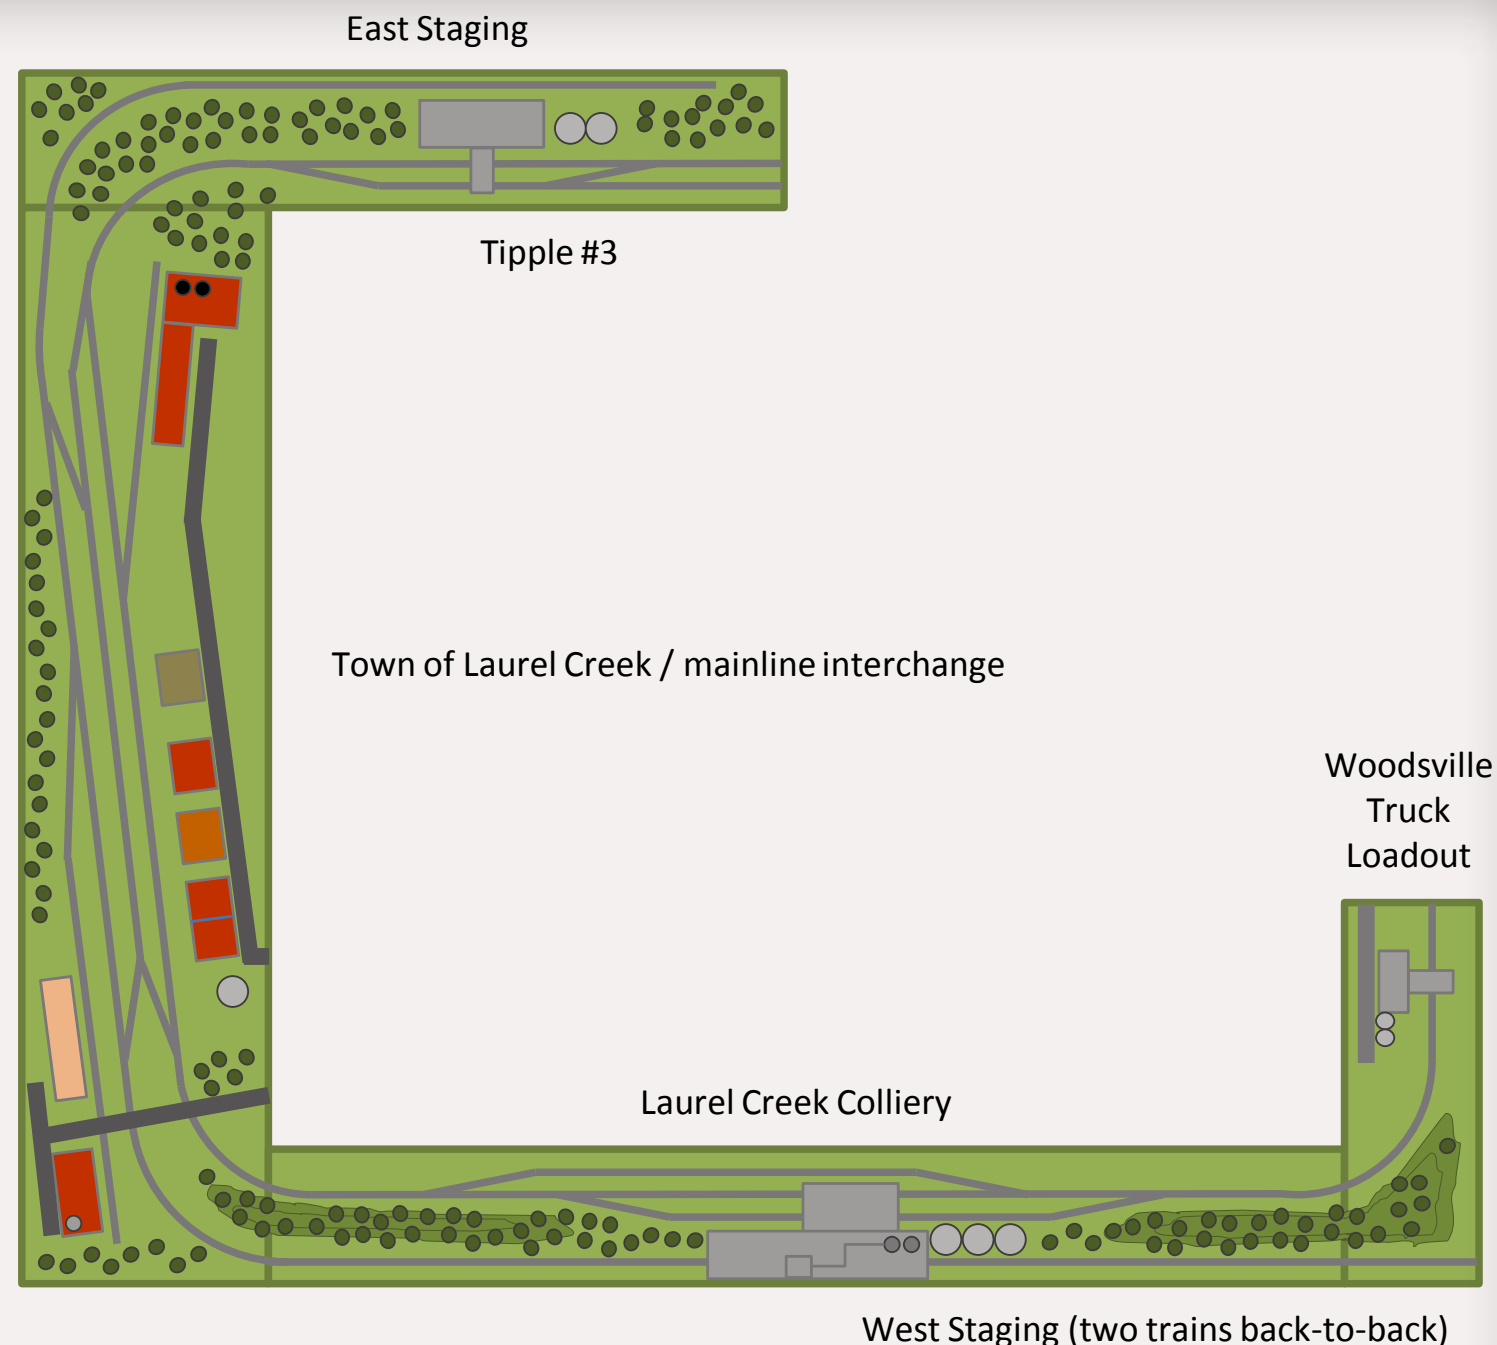 East Staging
Tipple #3
Town of Laurel Creek / mainline interchange
Woodsville
Truck
Loadout
Laurel Creek Colliery
West Staging (two trains back-to-back)